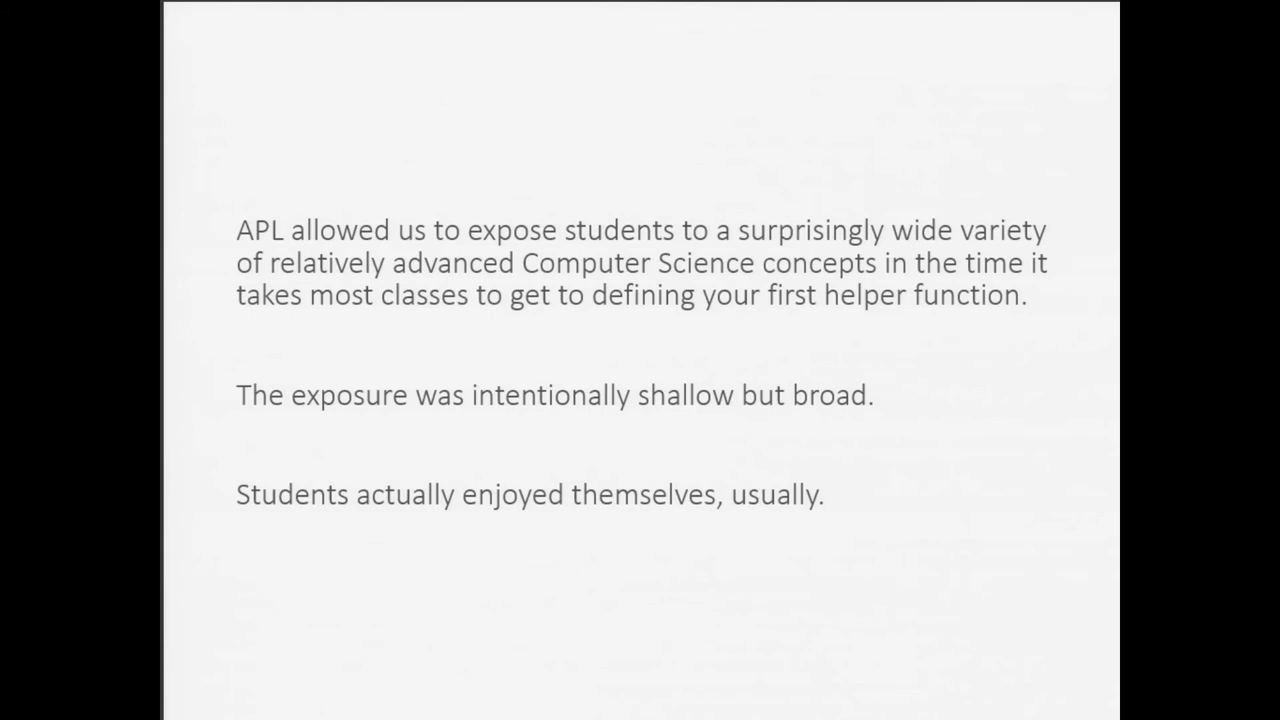 APL allowed us to expose students to a surprisingly wide variety
of relatively advanced Computer Science concepts in the time it
takes most classes to get to defining your first helper function.
The exposure was intentionally shallow but broad.
Students actually enjoyed themselves, usually.